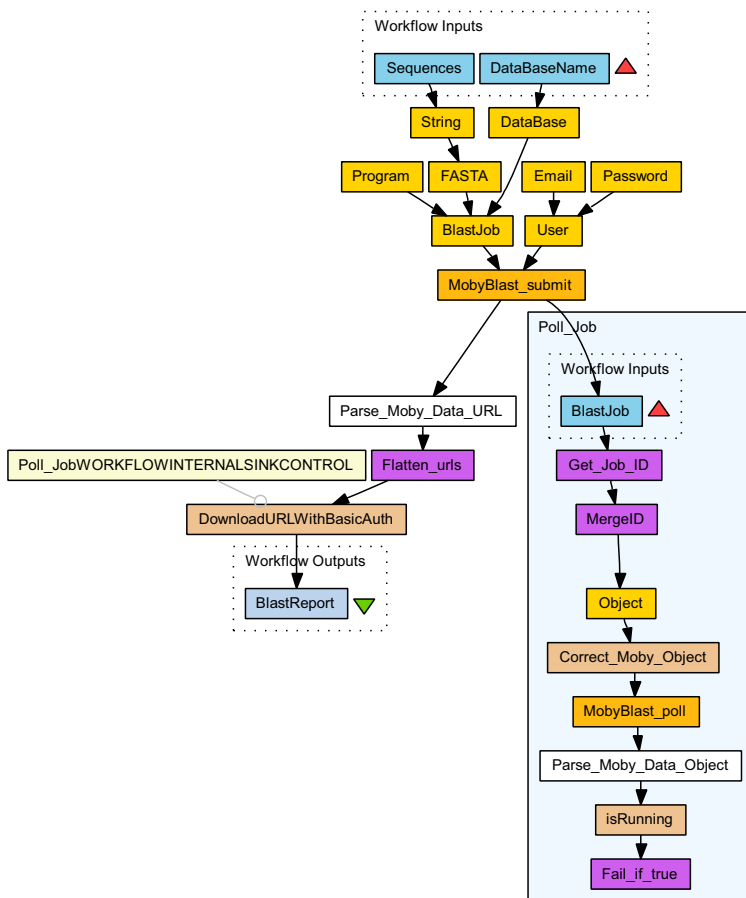 Workflow Inputs
Sequences
DataBaseName
String
DataBase
Program
FASTA
Email
Password
BlastJob
User
MobyBlast_submit
Poll_Job
Workflow Inputs
Parse_Moby_Data_URL
BlastJob
Poll_JobWORKFLOWINTERNALSINKCONTROL
Flatten_urls
Get_Job_ID
DownloadURLWithBasicAuth
MergeID
Workflow Outputs
BlastReport
Object
Correct_Moby_Object
MobyBlast_poll
Parse_Moby_Data_Object
isRunning
Fail_if_true